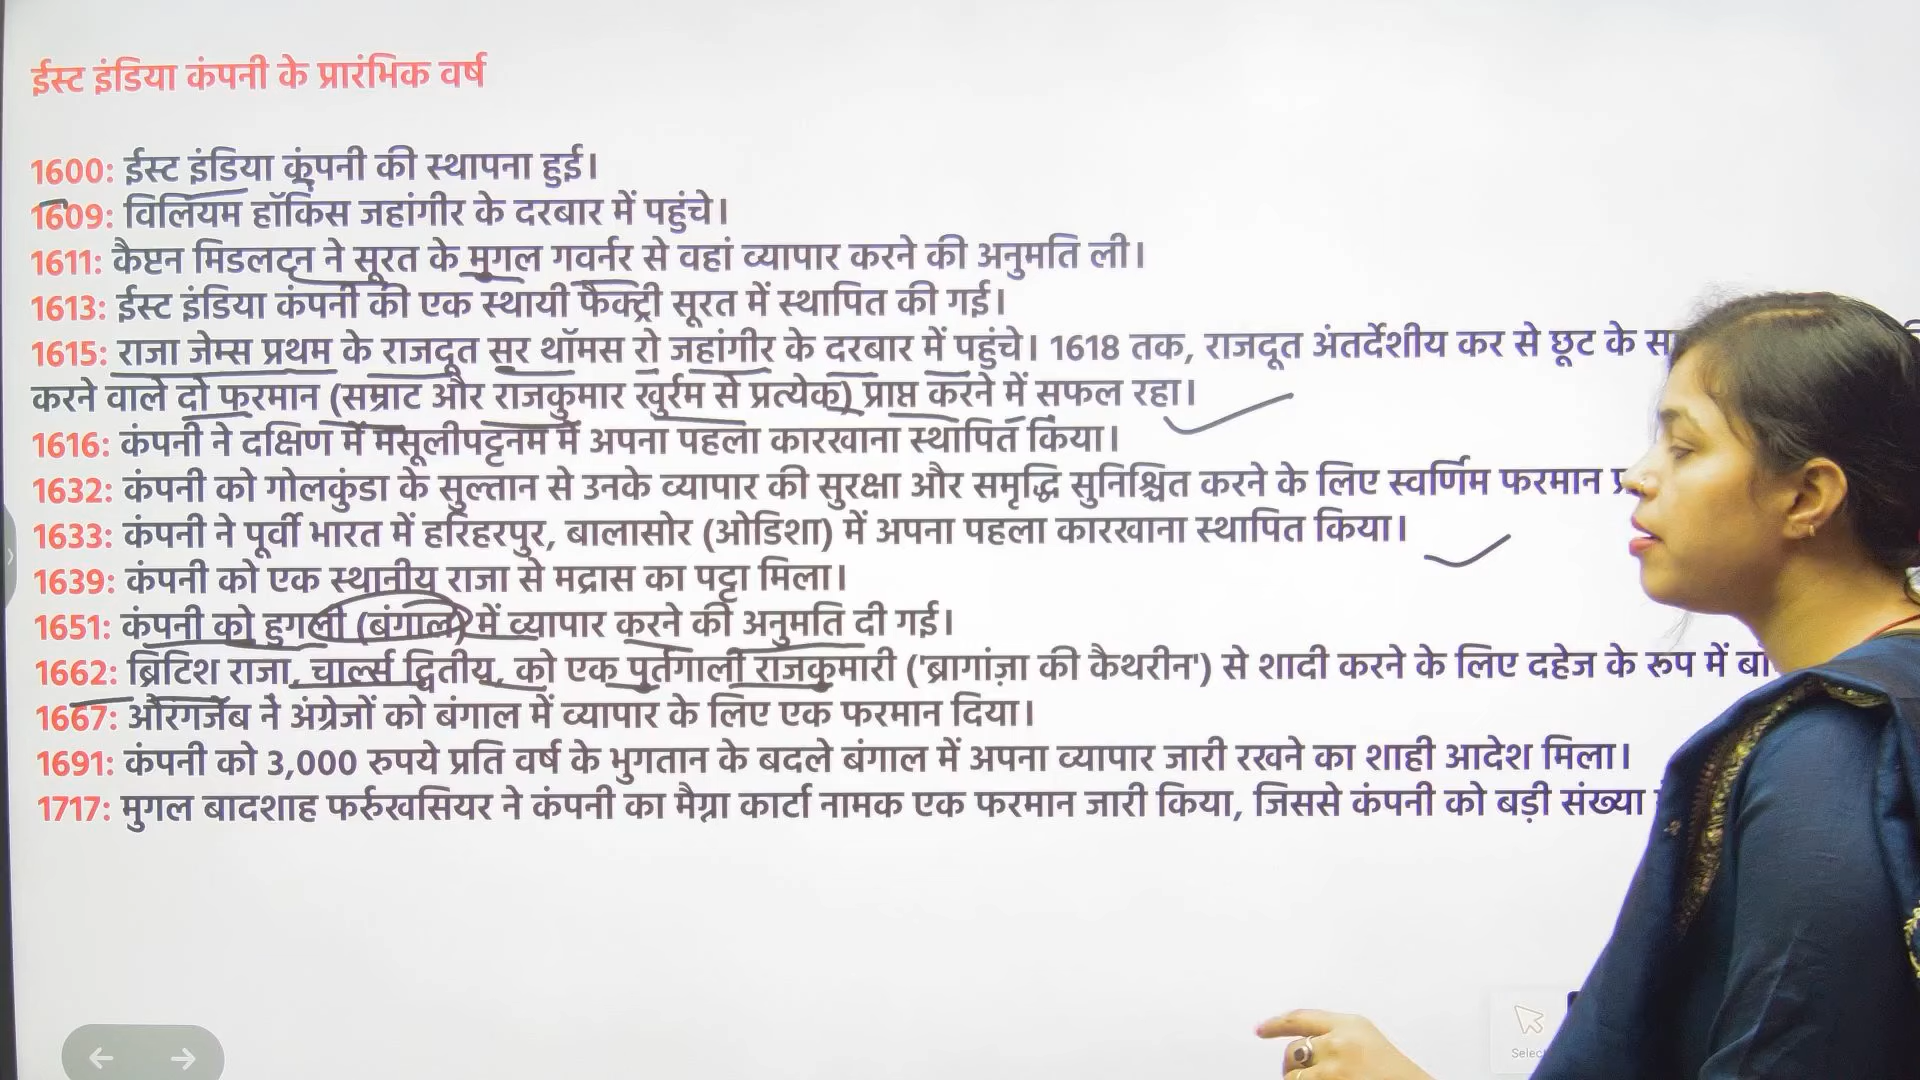 ईस्ट इंडिया कंपनी के प्रारंभिक वर्ष
1600: ईस्ट इंडिया कंपनी की स्थापना हुई।
1609: विलियम हॉकिंस जहांगीर के दरबार में पहुंचे।
1611: कैप्टन मिडलटन ने सूरत के मुगल गवर्नर से वहां व्यापार करने की अनुमति ली।
1613: ईस्ट इंडिया कंपनी की एक स्थायी फैक्ट्री सूरत में स्थापित की गई।
1615: राजा जेम्स प्रथम के राजदूत सर थॉमस रो जहांगीर के दरबार में पहुंचे। 1618 तक, राजदूत अंतर्देशीय कर से छूट के
करने वाले दो फरमान (सम्राट और राजकुमार खुर्रम से प्रत्येक) प्राप्त करने में सफल रहा।
1616: कंपनी ने दक्षिण में मसूलीपट्टनम में अपना पहला कारखाना स्थापित किया।
1632: कंपनी को गोलकुंडा के सुल्तान से उनके व्यापार की सुरक्षा और समृद्धि सुनिश्चित करने के लिए स्वर्णिम फरमान
1633: कंपनी ने पूर्वी भारत में हरिहरपुर, बालासोर (ओडिशा) में अपना पहला कारखाना स्थापित किया।
1639: कंपनी को एक स्थानीय राजा से मद्रास का पट्टा मिला।
1651: कंपनी को हुगली (बंगाल) में व्यापार करने की अनुमति दी गई।
1662: ब्रिटिश राजा, चार्ल्स द्वितीय, को एक पुर्तगाली राजकुमारी ('ब्रागांज़ा की कैथरीन') से शादी करने के लिए दहेज के रूप में
1667: औरंगजेब ने अंग्रेजों को बंगाल में व्यापार के लिए एक फरमान दिया।
1691: कंपनी को 3,000 रुपये प्रति वर्ष के भुगतान के बदले बंगाल में अपना व्यापार जारी रखने का शाही आदेश मिला।
1717: मुगल बादशाह फर्रुखसियर ने कंपनी का मैग्ना कार्टा नामक एक फरमान जारी किया, जिससे कंपनी को बड़ी संख्या